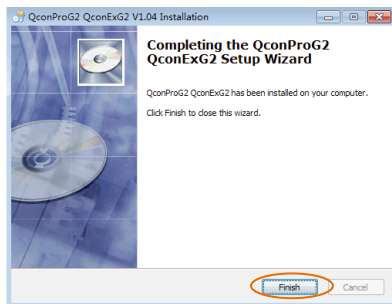 QconProG2 QconExG2 V1.04 Installation
Completing the QconProG2
QconExG2 Setup Wizard
QconProG2 QconExG2 has been installed on your computer.
Click Finish to close this wizard.
Finish
Cancel